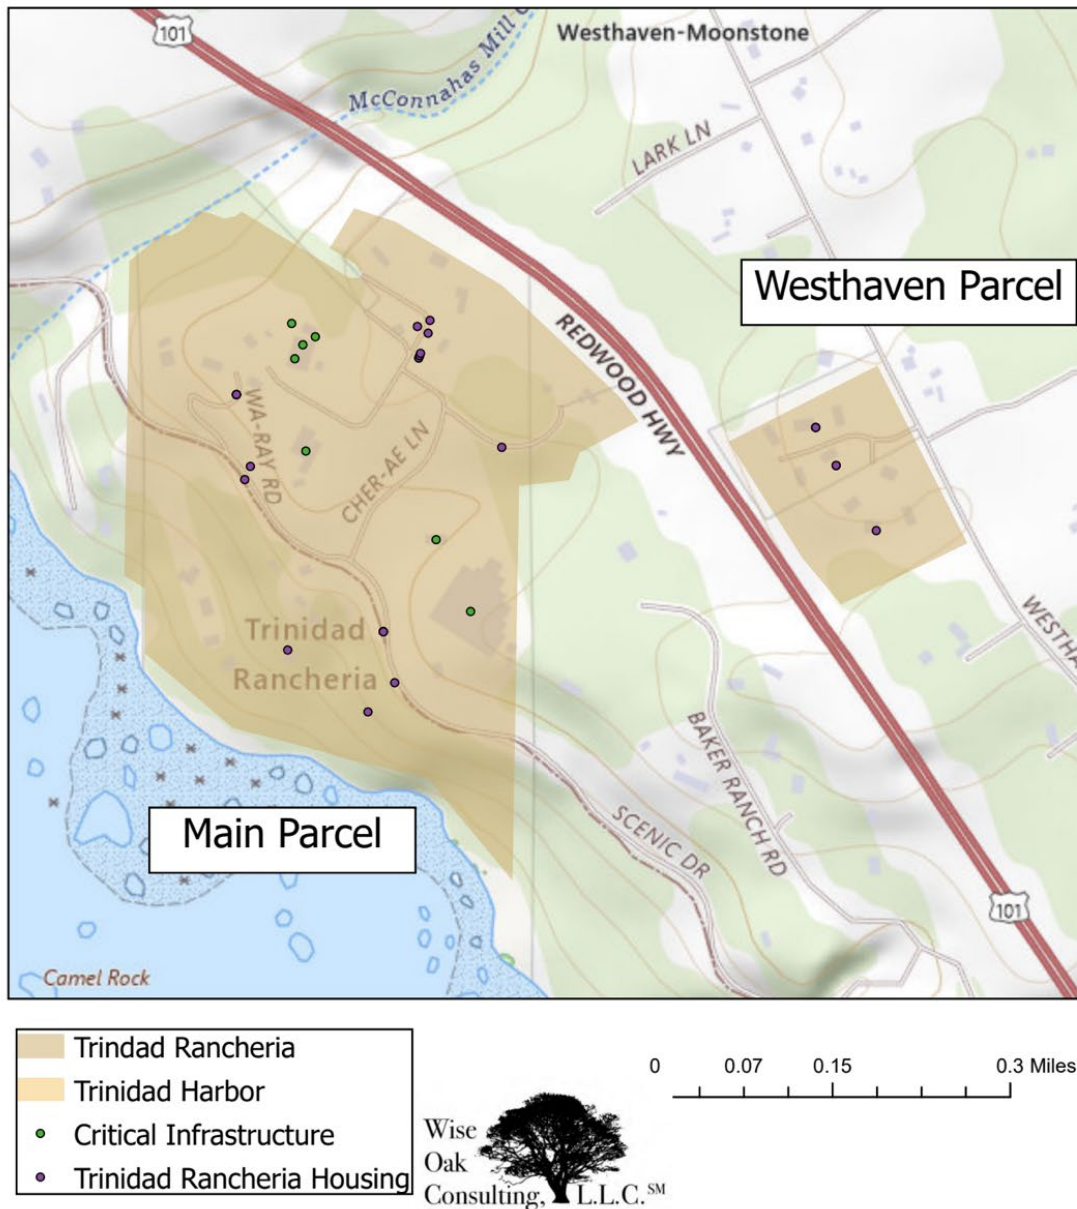 101
McConnahas Mill C
Westhaven-Moonstone
LARK LN
Westhaven Parcel
REDWOOD HWY
WA-RAY RD
CHER-AE LN
Trinidad
Rancheria
WESTHA
BAKER RANCH RD
SCENIC DR
Main Parcel
101
Camel Rock
Trindad Rancheria
Trinidad Harbor
Critical Infrastructure
Trinidad Rancheria Housing
0 0.07 0.15 0.3 Miles
Wise
Oak
Consulting, L.L.C.℠